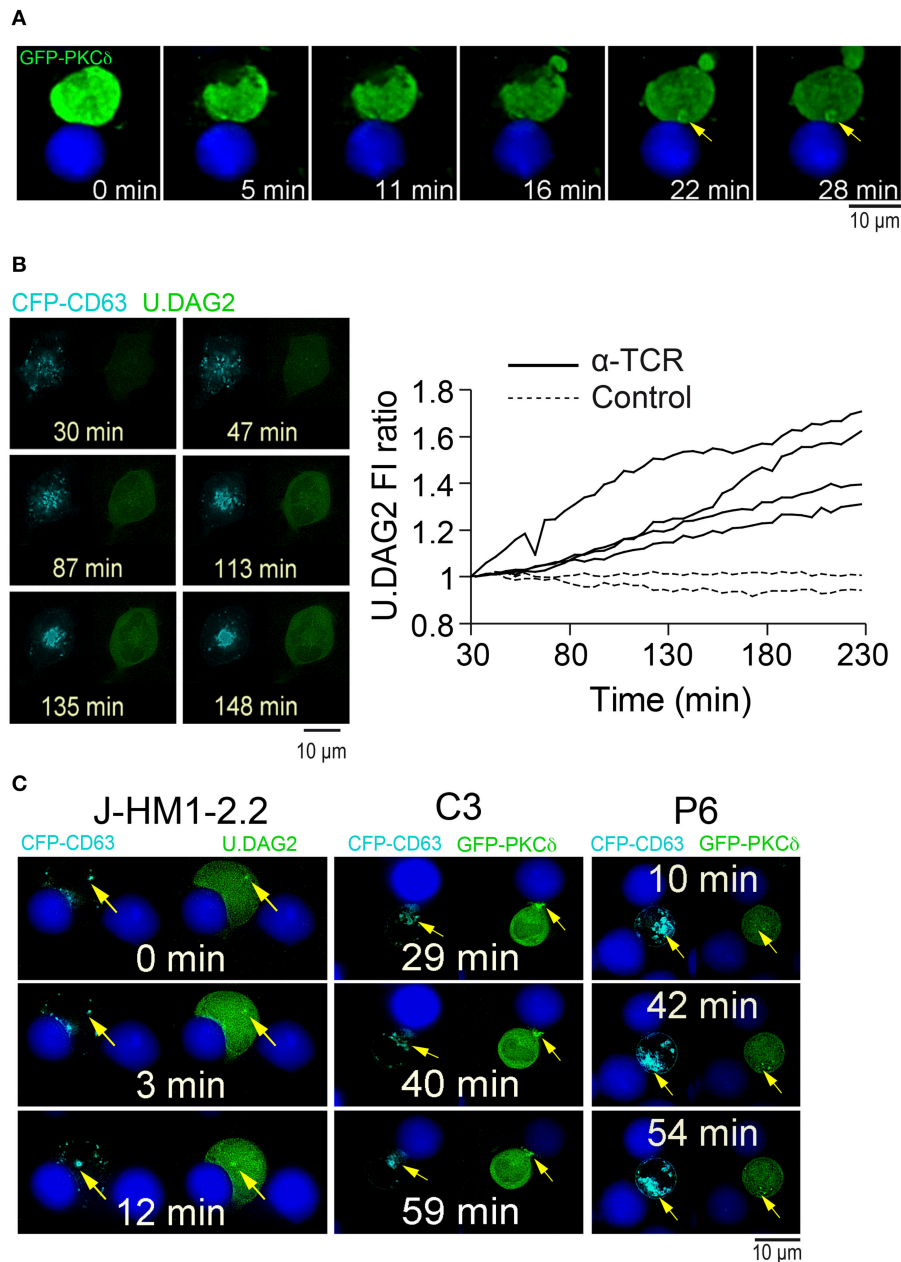 A
GFP-PKCδ
0 min
5 min
11 min
16 min
22 min
28 min
10 µm
B
CFP-CD63 U.DAG2
30 min
47 min
87 min
113 min
135 min
148 min
10 µm
α-TCR
Control
U.DAG2 FI ratio
1.8
1.6
1.4
1.2
1
0.8
30 80 130 180 230
Time (min)
C
J-HM1-2.2
C3
P6
CFP-CD63 U.DAG2
CFP-CD63 GFP-PKCδ
CFP-CD63 GFP-PKCδ
0 min
29 min
10 min
3 min
40 min
42 min
12 min
59 min
54 min
10 µm